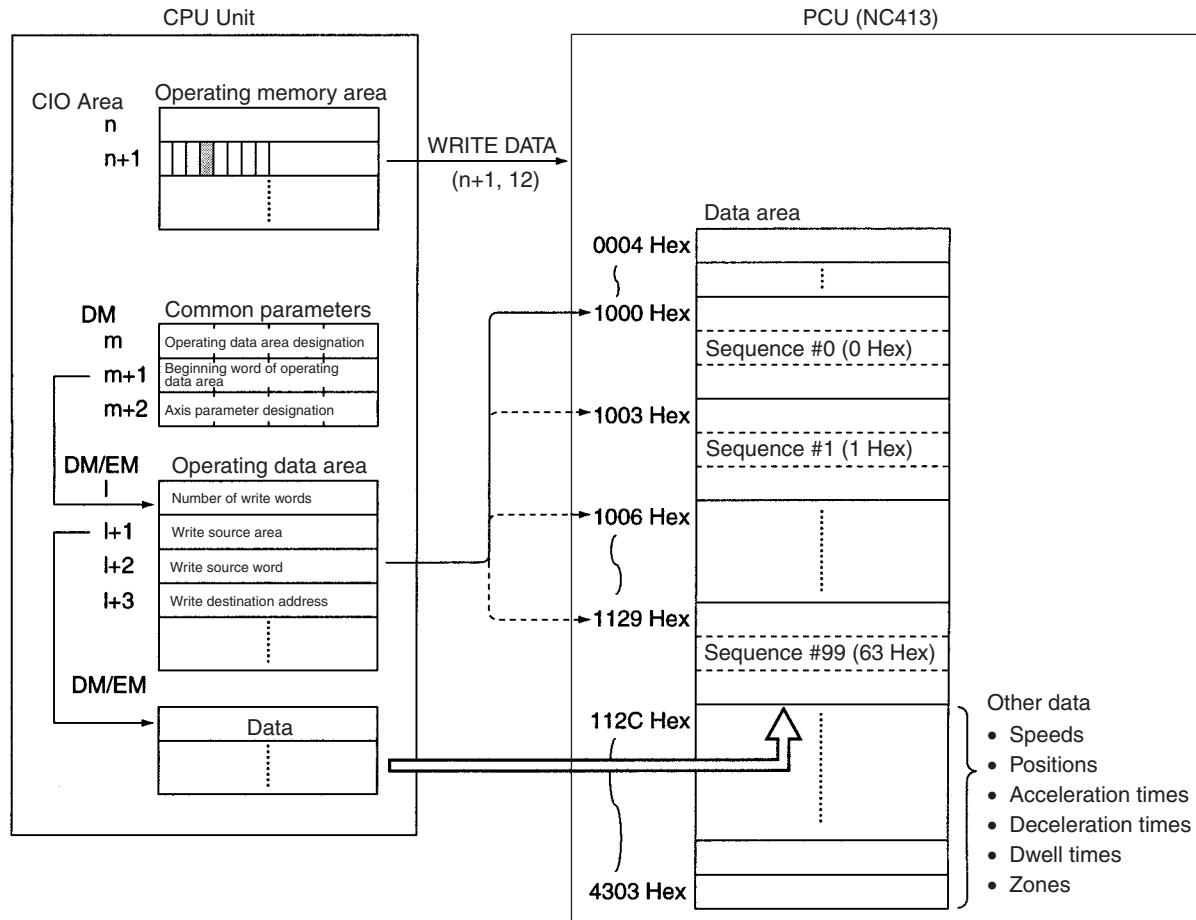 CPU Unit
PCU (NC413)
CIO Area
Operating memory area
n
n+1
WRITE DATA
(n+1, 12)
DM
Common parameters
m
Operating data area designation
m+1
Beginning word of operating
data area
m+2
Axis parameter designation
DM/EM
Operating data area
l
Number of write words
l+1
Write source area
l+2
Write source word
l+3
Write destination address
DM/EM
Data
Data area
0004 Hex
1000 Hex
Sequence #0 (0 Hex)
1003 Hex
Sequence #1 (1 Hex)
1006 Hex
1129 Hex
Sequence #99 (63 Hex)
112C Hex
4303 Hex
Other data
• Speeds
• Positions
• Acceleration times
• Deceleration times
• Dwell times
• Zones